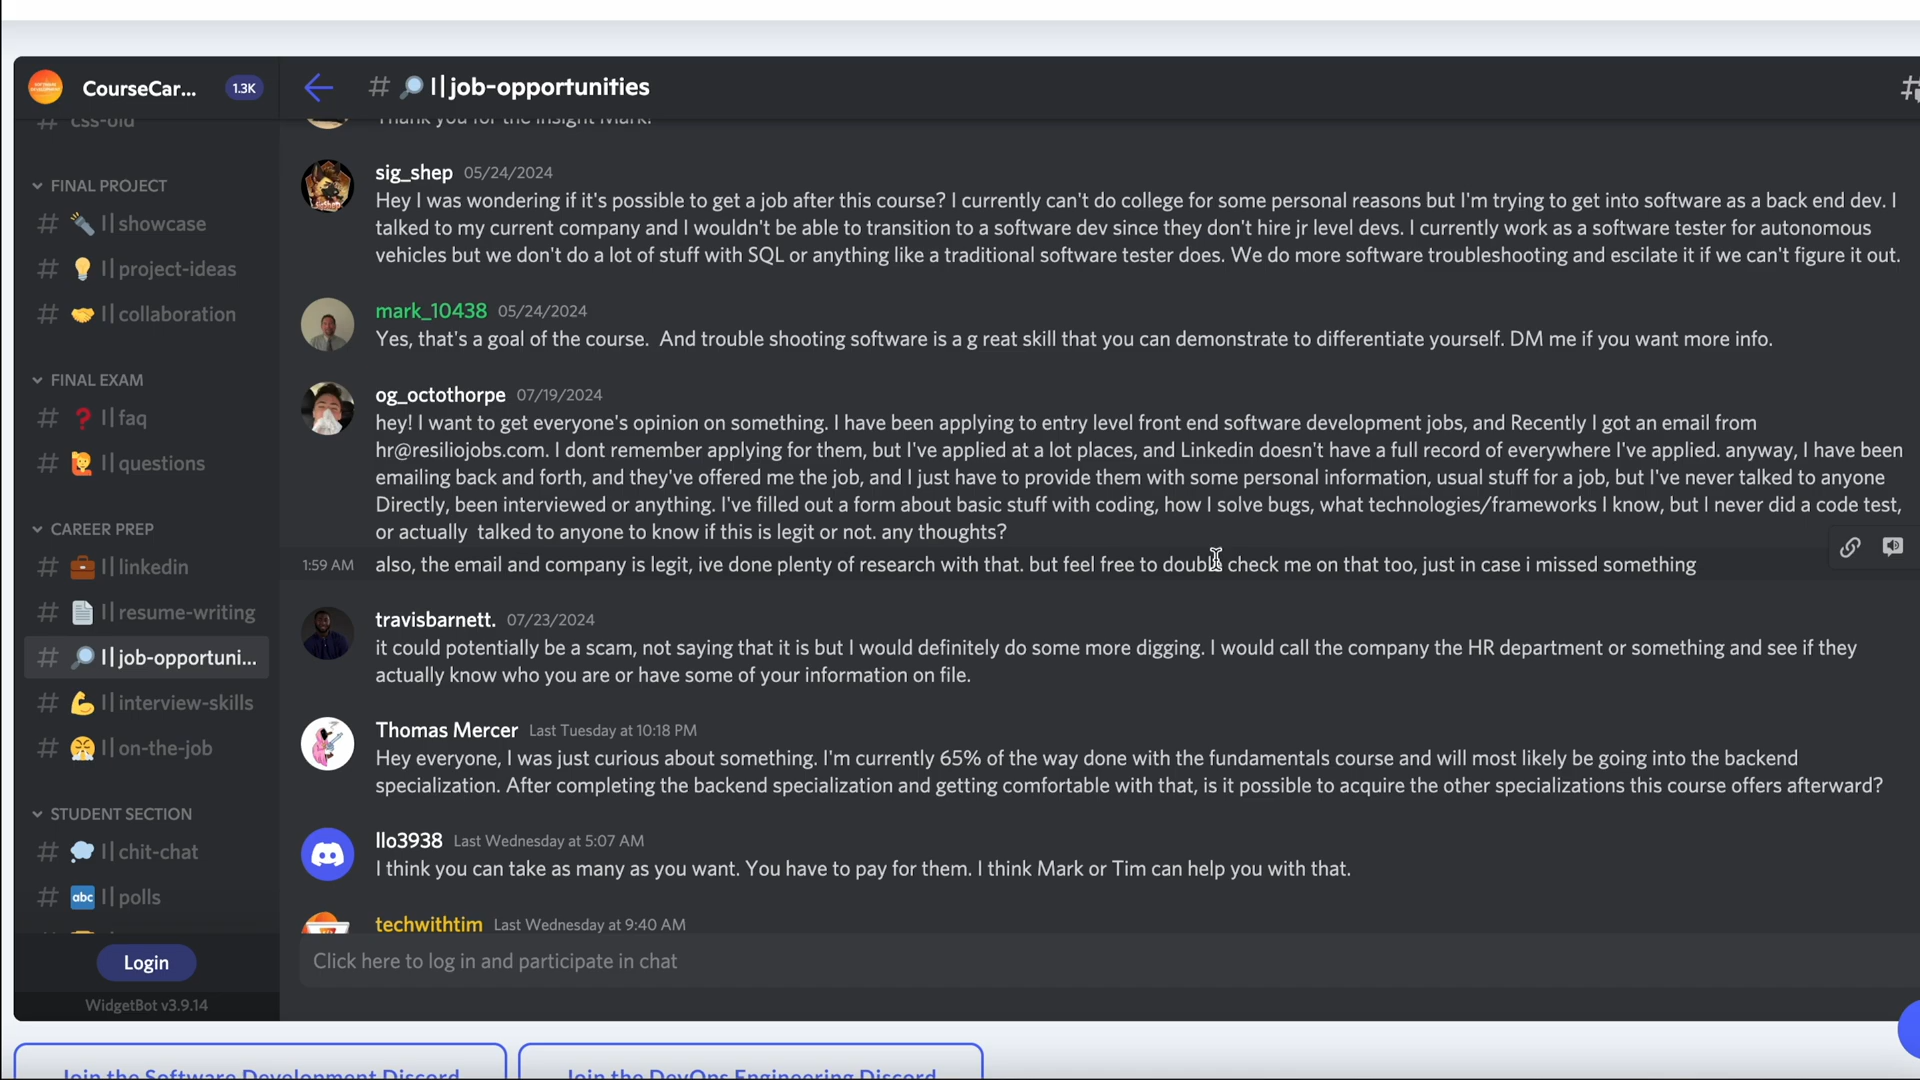 CourseCar... 1.3K
# 🔎┃job-opportunities
# css-old
FINAL PROJECT
# ┃showcase
# 💡┃project-ideas
# 🤝┃collaboration
FINAL EXAM
# ❓┃faq
# 🙋┃questions
CAREER PREP
# 💼┃linkedin
# 📄┃resume-writing
# 🔎┃job-opportuni...
# 💪┃interview-skills
# 😤┃on-the-job
STUDENT SECTION
# 💭┃chit-chat
# 🔤┃polls
Login
WidgetBot v3.9.14
Thank you for the insight Mark.
sig_shep 05/24/2024
Hey I was wondering if it's possible to get a job after this course? I currently can't do college for some personal reasons but I'm trying to get into software as a back end dev. I
talked to my current company and I wouldn't be able to transition to a software dev since they don't hire jr level devs. I currently work as a software tester for autonomous
vehicles but we don't do a lot of stuff with SQL or anything like a traditional software tester does. We do more software troubleshooting and escilate it if we can't figure it out.
mark_10438 05/24/2024
Yes, that's a goal of the course. And trouble shooting software is a g reat skill that you can demonstrate to differentiate yourself. DM me if you want more info.
og_octothorpe 07/19/2024
hey! I want to get everyone's opinion on something. I have been applying to entry level front end software development jobs, and Recently I got an email from
hr@resiliojobs.com. I dont remember applying for them, but I've applied at a lot places, and Linkedin doesn't have a full record of everywhere I've applied. anyway, I have been
emailing back and forth, and they've offered me the job, and I just have to provide them with some personal information, usual stuff for a job, but I've never talked to anyone
Directly, been interviewed or anything. I've filled out a form about basic stuff with coding, how I solve bugs, what technologies/frameworks I know, but I never did a code test,
or actually talked to anyone to know if this is legit or not. any thoughts?
1:59 AM also, the email and company is legit, ive done plenty of research with that. but feel free to double check me on that too, just in case i missed something
travisbarnett. 07/23/2024
it could potentially be a scam, not saying that it is but I would definitely do some more digging. I would call the company the HR department or something and see if they
actually know who you are or have some of your information on file.
Thomas Mercer Last Tuesday at 10:18 PM
Hey everyone, I was just curious about something. I'm currently 65% of the way done with the fundamentals course and will most likely be going into the backend
specialization. After completing the backend specialization and getting comfortable with that, is it possible to acquire the other specializations this course offers afterward?
llo3938 Last Wednesday at 5:07 AM
I think you can take as many as you want. You have to pay for them. I think Mark or Tim can help you with that.
techwithtim Last Wednesday at 9:40 AM
Click here to log in and participate in chat
Join the Software Development Discord
Join the DevOps Engineering Discord